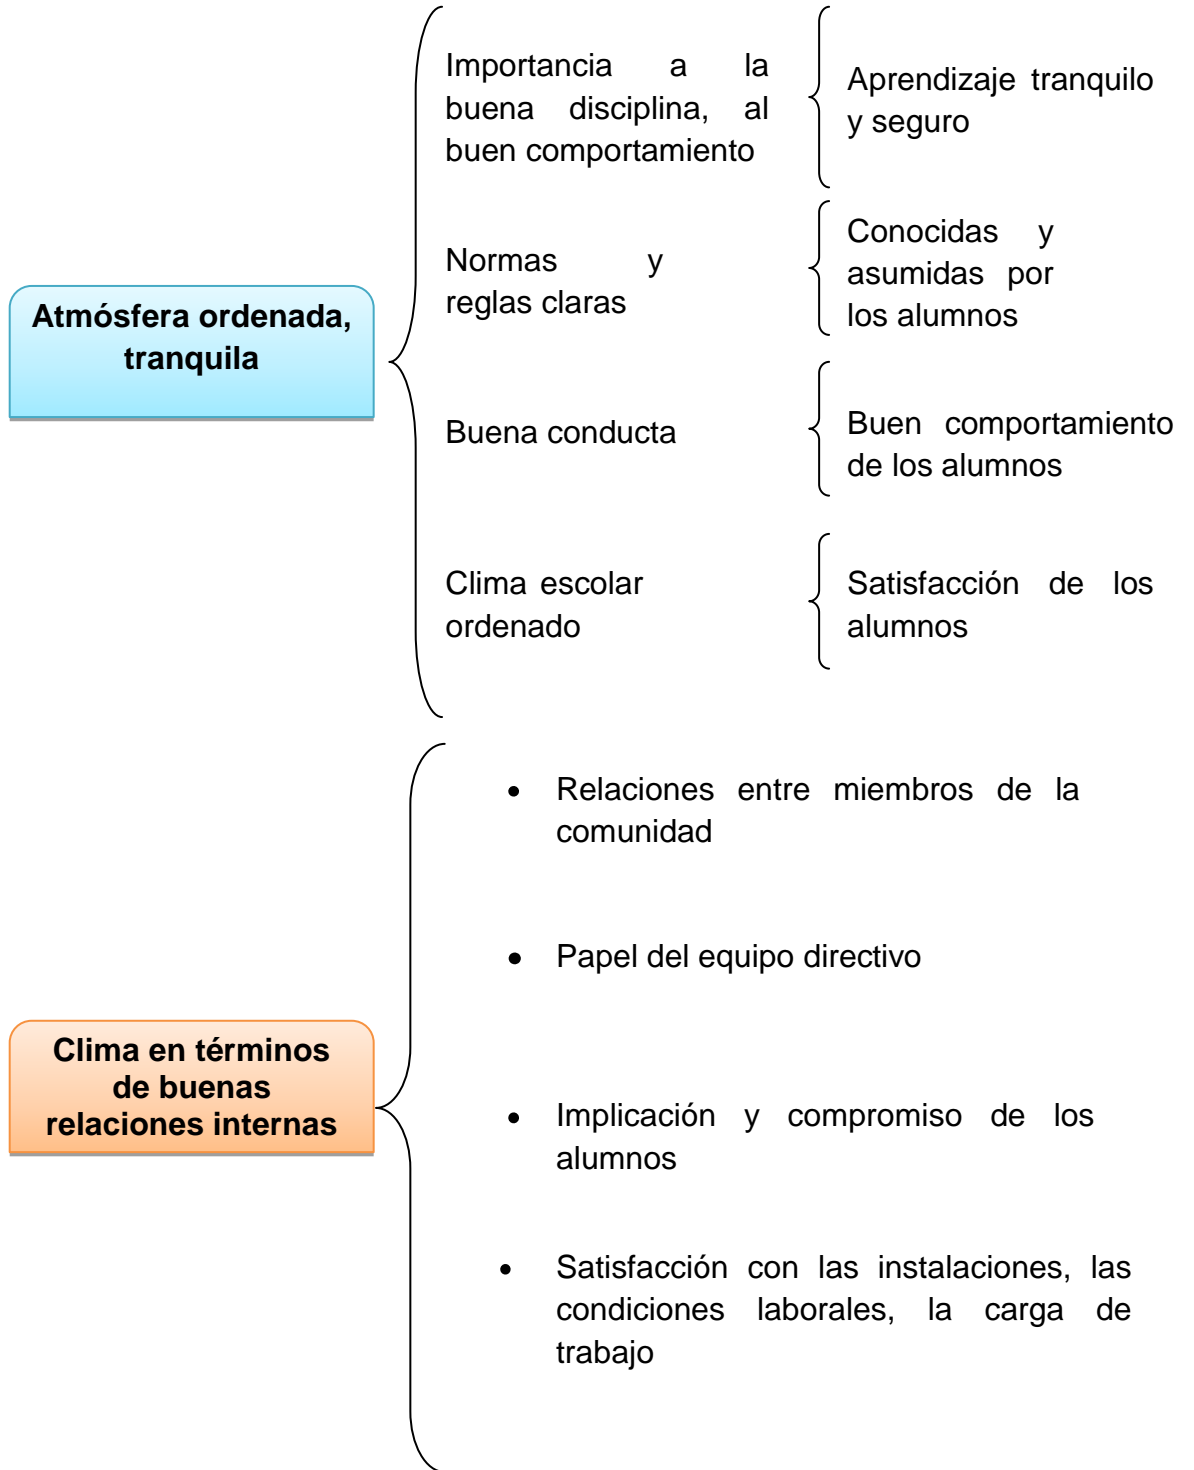 Atmósfera ordenada,
tranquila
Importancia a la
buena disciplina, al
buen comportamiento
Aprendizaje tranquilo
y seguro
Normas y
reglas claras
Conocidas y
asumidas por
los alumnos
Buena conducta
Buen comportamiento
de los alumnos
Clima escolar
ordenado
Satisfacción de los
alumnos
Clima en términos
de buenas
relaciones internas
• Relaciones entre miembros de la
comunidad
• Papel del equipo directivo
• Implicación y compromiso de los
alumnos
• Satisfacción con las instalaciones, las
condiciones laborales, la carga de
trabajo